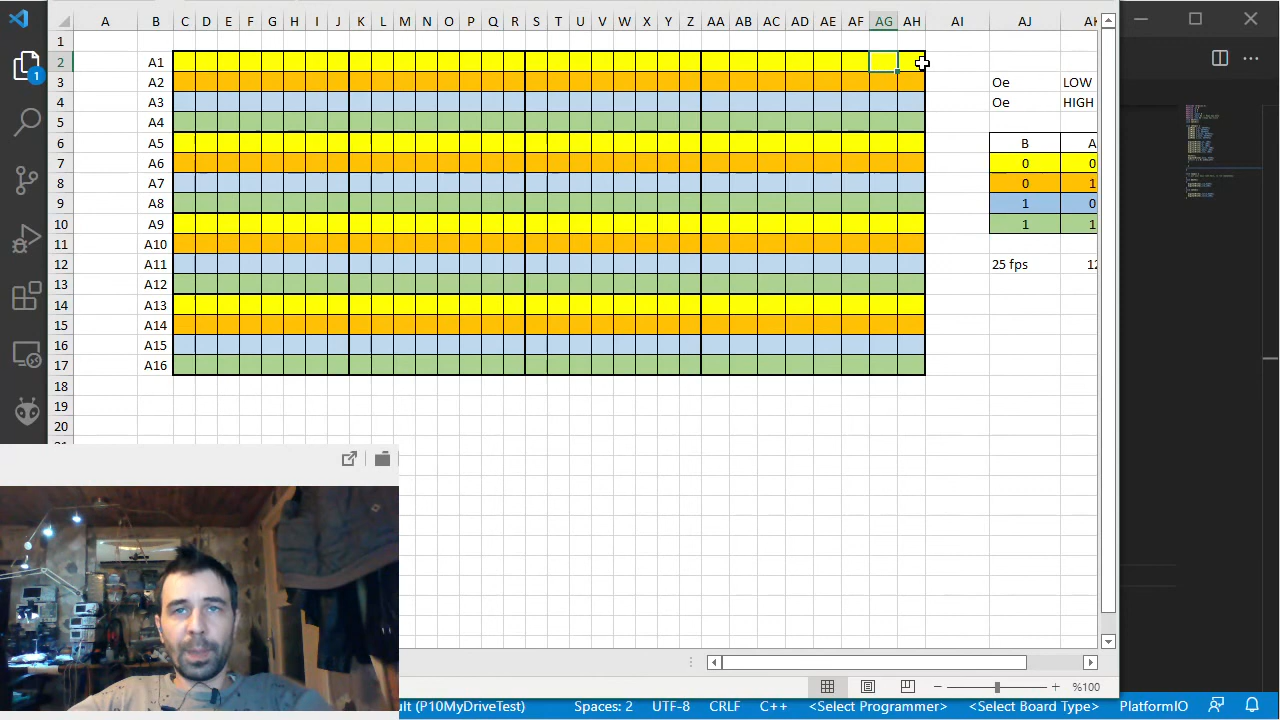 C D E F G H I J K L M N O P Q R S T U V W X Y Z AA AB AC AD AE AF AG AH AI AJ AK
A B
1
2 A1
3 A2 Oe LOW
4 A3 Oe HIGH
5 A4
6 A5 B A
7 A6 0 0
8 A7 0 1
9 A8 1 0
10 A9 1 1
11 A10
12 A11 25 fps 12
13 A12
14 A13
15 A14
16 A15
17 A16
18
19
20
1
%100
ult (P10MyDriveTest) Spaces: 2 UTF-8 CRLF C++ <Select Programmer> <Select Board Type> PlatformIO